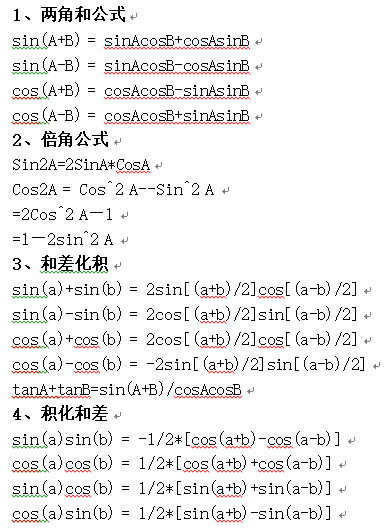 1、两角和公式
sin(A+B) = sinAcosB+cosAsinB
sin(A-B) = sinAcosB-cosAsinB
cos(A+B) = cosAcosB-sinAsinB
cos(A-B) = cosAcosB+sinAsinB
2、倍角公式
Sin2A=2SinA*CosA
Cos2A = Cos^2 A--Sin^2 A
=2Cos^2 A—1
=1—2sin^2 A
3、和差化积
sin(a)+sin(b) = 2sin[(a+b)/2]cos[(a-b)/2]
sin(a)-sin(b) = 2cos[(a+b)/2]sin[(a-b)/2]
cos(a)+cos(b) = 2cos[(a+b)/2]cos[(a-b)/2]
cos(a)-cos(b) = -2sin[(a+b)/2]sin[(a-b)/2]
tanA+tanB=sin(A+B)/cosAcosB
4、积化和差
sin(a)sin(b) = -1/2*[cos(a+b)-cos(a-b)]
cos(a)cos(b) = 1/2*[cos(a+b)+cos(a-b)]
sin(a)cos(b) = 1/2*[sin(a+b)+sin(a-b)]
cos(a)sin(b) = 1/2*[sin(a+b)-sin(a-b)]